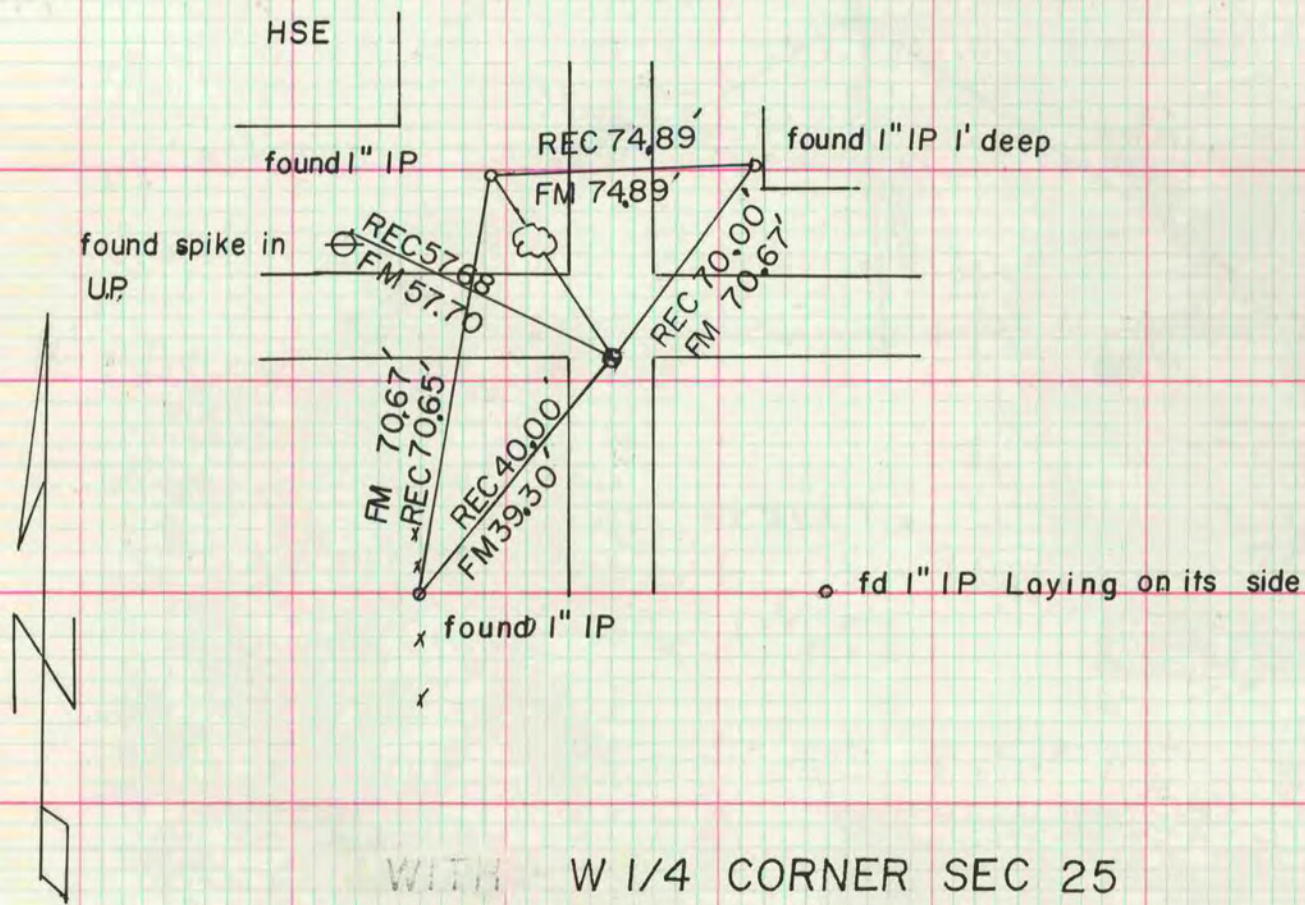 HSE
REC 74.89'
found 1" IP 1' deep
found 1" IP
FM 74.89'
found spike in
U.P.
REC 57.68
FM 57.70
REC 70.00'
FM 70.67'
FM 70.67'
REC 70.65'
REC 40.00'
FM 39.30'
fd 1" IP Laying on its side
found 1" IP
N
WITH W 1/4 CORNER SEC 25